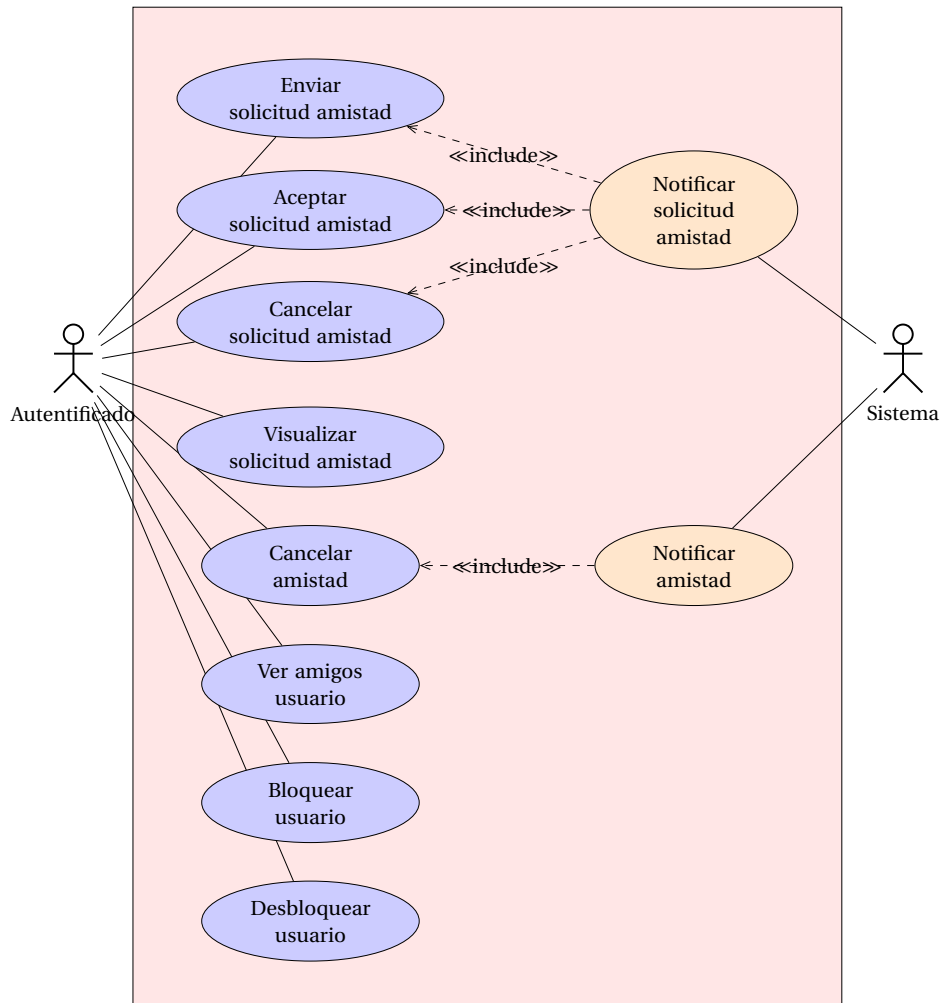 Enviar
solicitud amistad
≪include≫
Aceptar
solicitud amistad
≪include≫
Notificar
solicitud
amistad
≪include≫
Cancelar
solicitud amistad
Autentificado
Sistema
Visualizar
solicitud amistad
Cancelar
amistad
≪include≫
Notificar
amistad
Ver amigos
usuario
Bloquear
usuario
Desbloquear
usuario